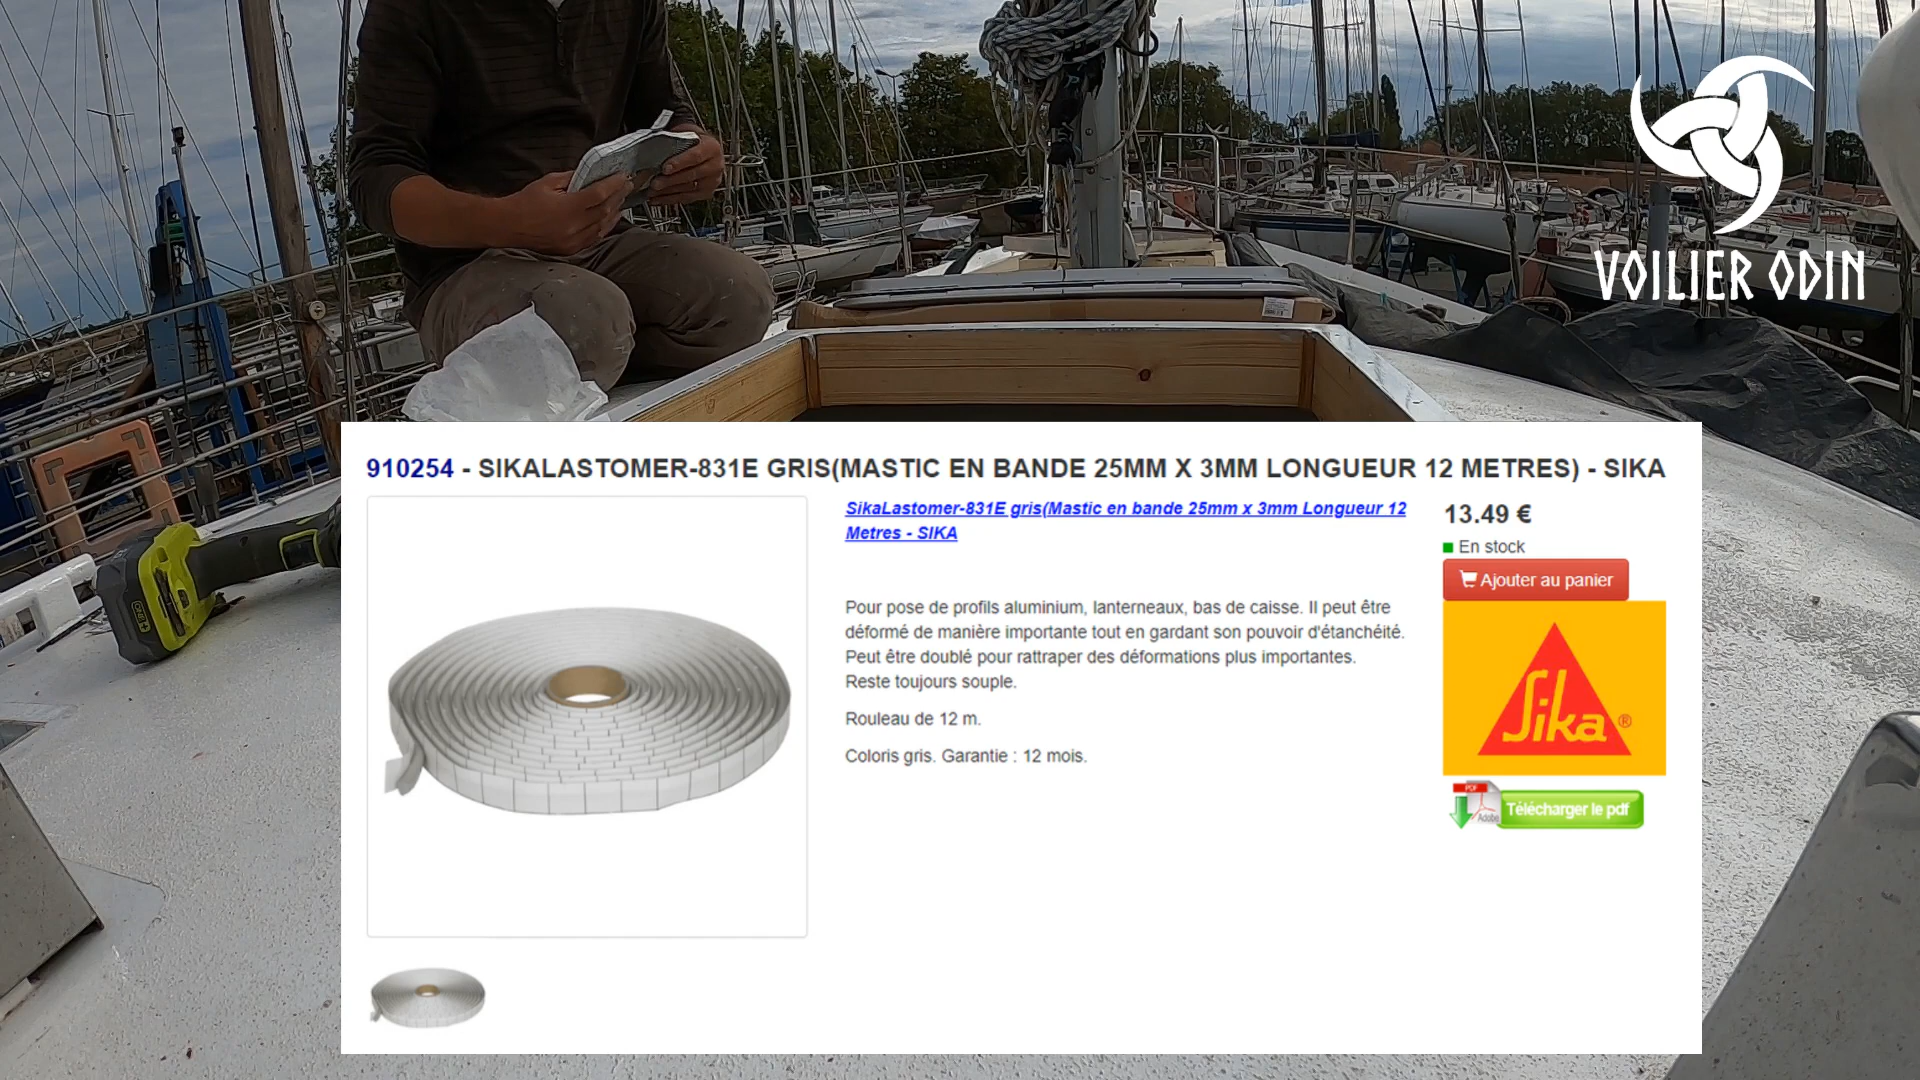 VOILIER ODIN
910254 - SIKALASTOMER-831E GRIS(MASTIC EN BANDE 25MM X 3MM LONGUEUR 12 METRES) - SIKA
SikaLastomer-831E gris(Mastic en bande 25mm x 3mm Longueur 12
Metres - SIKA
13.49 €
En stock
Ajouter au panier
Pour pose de profils aluminium, lanterneaux, bas de caisse. Il peut être
déformé de manière importante tout en gardant son pouvoir d'étanchéité.
Peut être doublé pour rattraper des déformations plus importantes.
Reste toujours souple.
Rouleau de 12 m.
Coloris gris. Garantie : 12 mois.
Sika®
PDF
Adobe
Télécharger le pdf